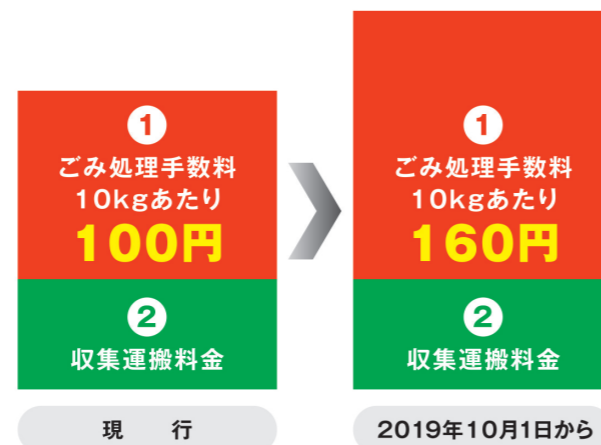 ①
ごみ処理手数料
10kgあたり
100円
②
収集運搬料金
現 行
①
ごみ処理手数料
10kgあたり
160円
②
収集運搬料金
2019年10月1日から